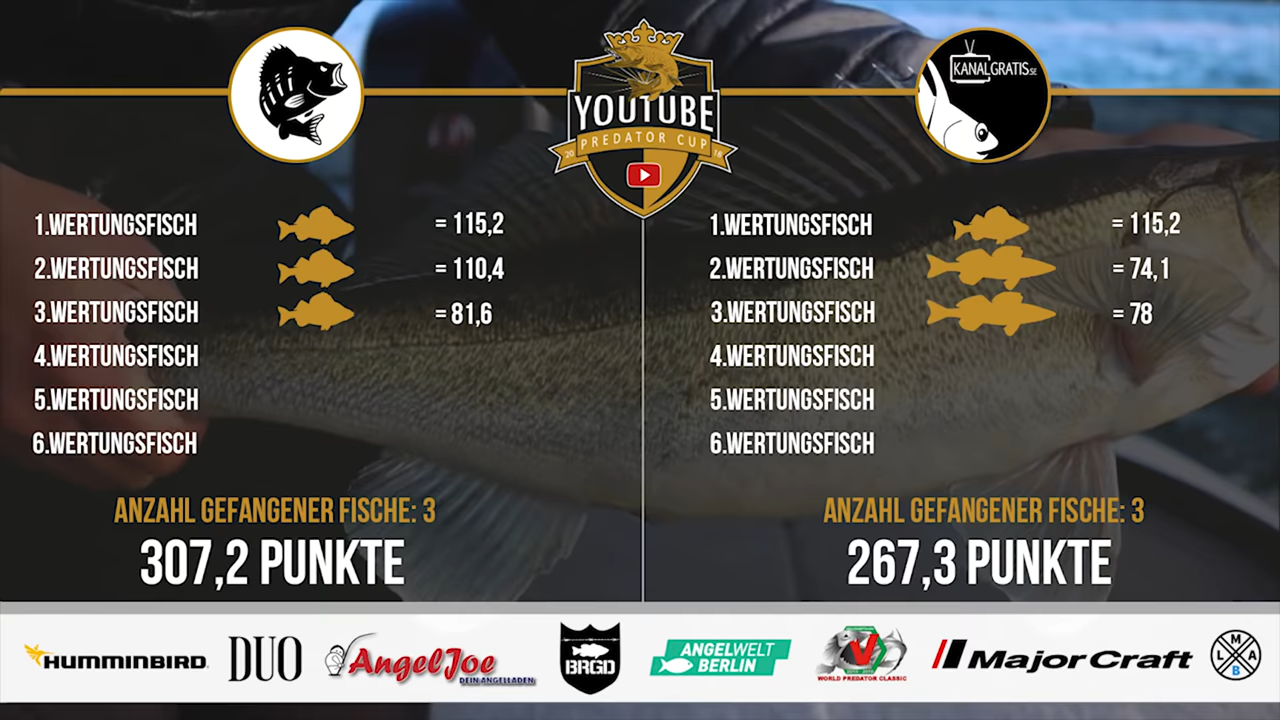 KANALGRATIS.SE
YOUTUBE
PREDATOR CUP
20 18
1.WERTUNGSFISCH = 115,2
2.WERTUNGSFISCH = 110,4
3.WERTUNGSFISCH = 81,6
4.WERTUNGSFISCH
5.WERTUNGSFISCH
6.WERTUNGSFISCH
ANZAHL GEFANGENER FISCHE: 3
307,2 PUNKTE
1.WERTUNGSFISCH = 115,2
2.WERTUNGSFISCH = 74,1
3.WERTUNGSFISCH = 78
4.WERTUNGSFISCH
5.WERTUNGSFISCH
6.WERTUNGSFISCH
ANZAHL GEFANGENER FISCHE: 3
267,3 PUNKTE
HUMMINBIRD
DUO
AngelJoe
DEIN ANGELLADEN
BRGD
ANGELWELT
BERLIN
WORLD PREDATOR CLASSIC
Major Craft
M
L A
B